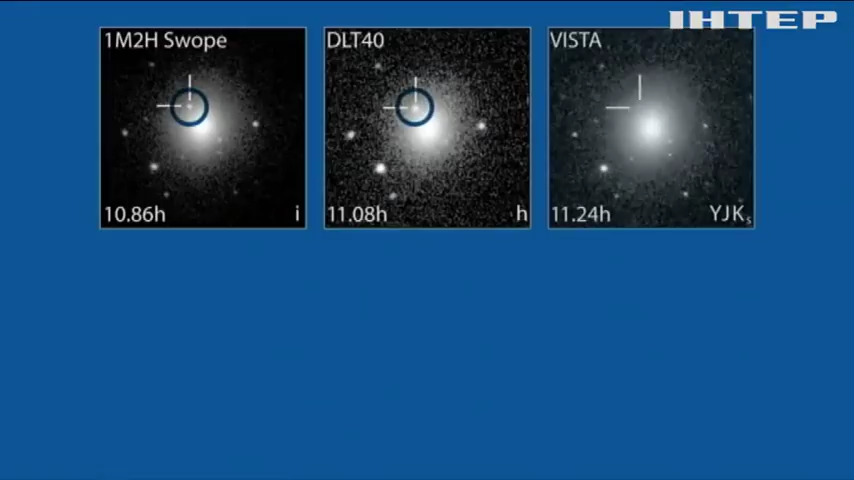 ІНТЕР
1M2H Swope
DLT40
VISTA
10.86h
i
11.08h
h
11.24h
YJKs